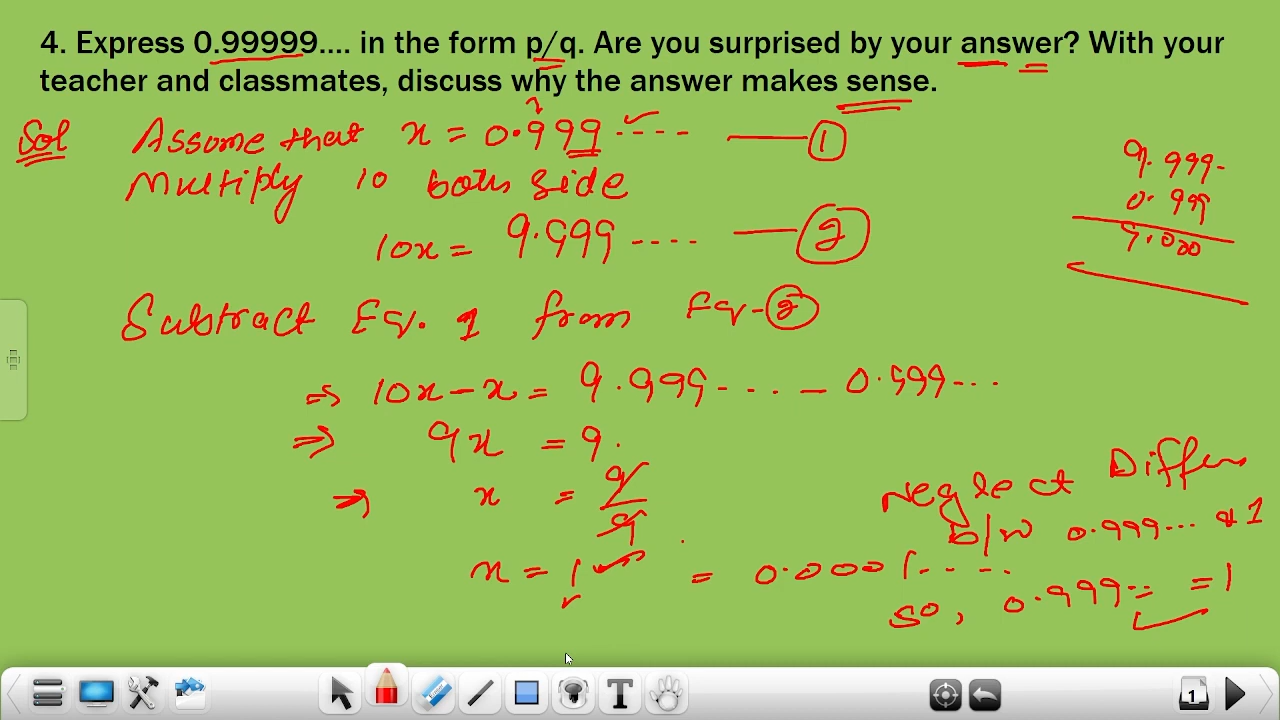 4. Express 0.99999.... in the form p/q. Are you surprised by your answer? With your
teacher and classmates, discuss why the answer makes sense.
Sol Assume that x = 0.999 ..... ① 
Multiply 10 both side
10x = 9.999 .... ②
Subtract Eq. 1 from Eq-②
⇒ 10x - x = 9.999 .... - 0.999...
⇒ 9x = 9.
⇒ x = 9/9
x = 1
9.999-
0.999
9.000
Neglect Differn
b/w 0.999... & 1
= 0.0001.....
so, 0.999.. = 1
1